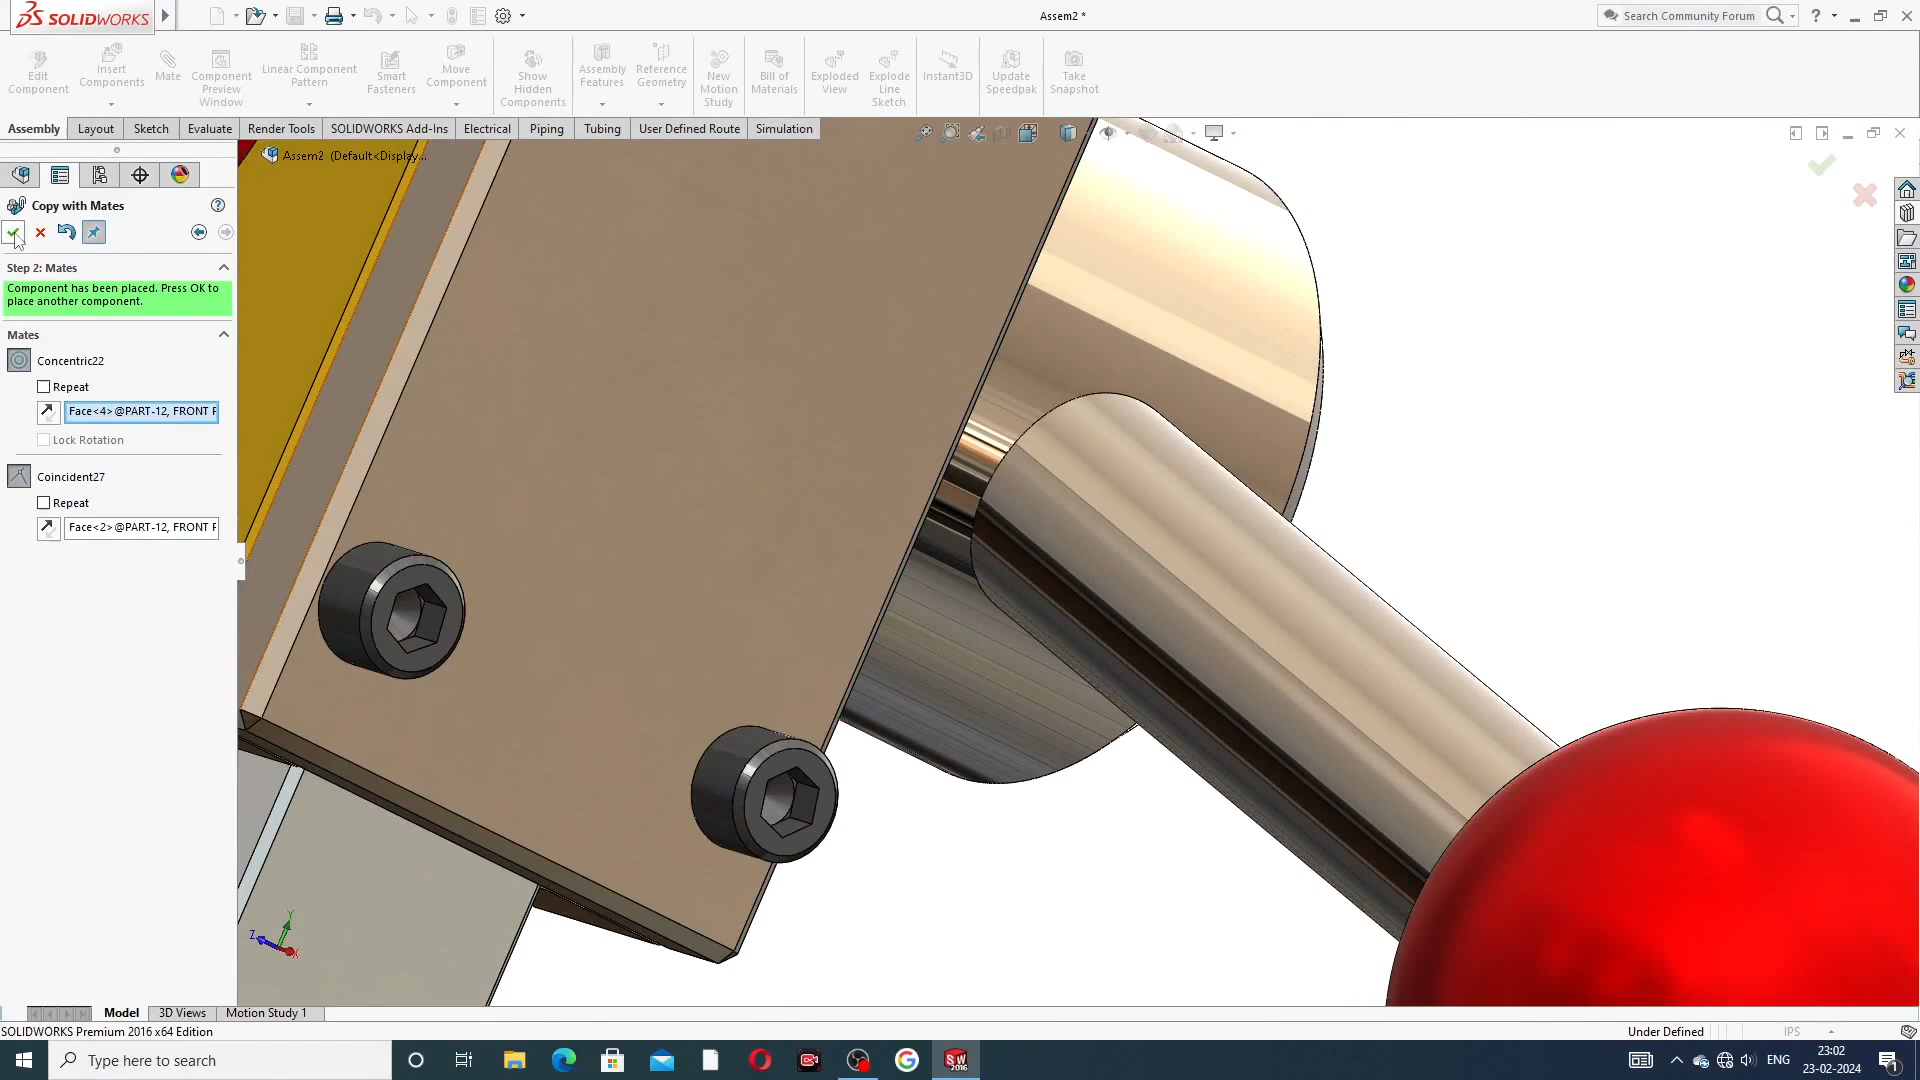 SOLIDWORKS
Assem2 *
Search Community Forum
Edit Component
Insert Components
Mate
Component Preview Window
Linear Component Pattern
Smart Fasteners
Move Component
Show Hidden Components
Assembly Features
Reference Geometry
New Motion Study
Bill of Materials
Exploded View
Explode Line Sketch
Instant3D
Update Speedpak
Take Snapshot
Assembly
Layout
Sketch
Evaluate
Render Tools
SOLIDWORKS Add-Ins
Electrical
Piping
Tubing
User Defined Route
Simulation
Assem2 (Default<Display...
Copy with Mates
Step 2: Mates
Component has been placed. Press OK to
place another component.
Mates
Concentric22
Repeat
Face<4>@PART-12, FRONT F
Lock Rotation
Coincident27
Repeat
Face<2>@PART-12, FRONT F
Y
Z
X
Model
3D Views
Motion Study 1
SOLIDWORKS Premium 2016 x64 Edition
Under Defined
IPS
Type here to search
SW
2016
ENG
23:02
23-02-2024
1